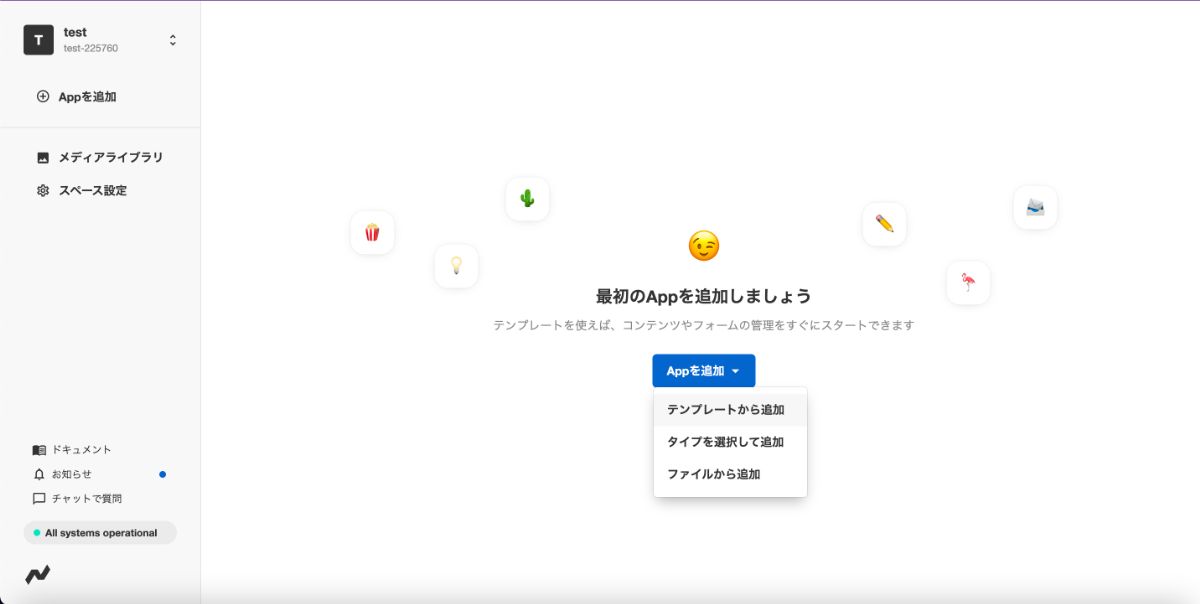 T
test
test-225760
Appを追加
メディアライブラリ
スペース設定
ドキュメント
お知らせ
チャットで質問
All systems operational
最初のAppを追加しましょう
テンプレートを使えば、コンテンツやフォームの管理をすぐにスタートできます
Appを追加
テンプレートから追加
タイプを選択して追加
ファイルから追加